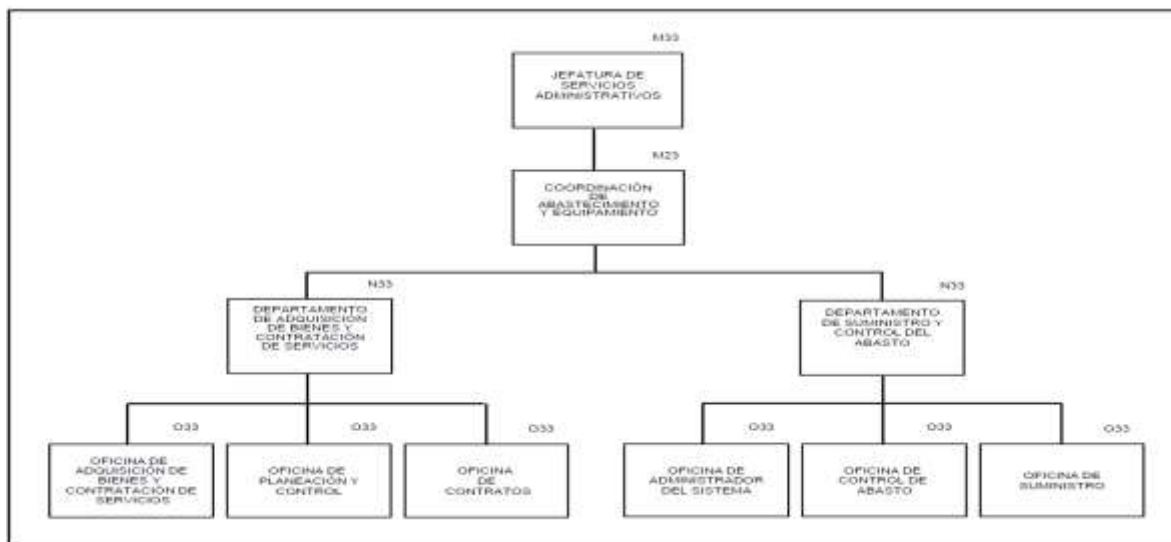 M33
JEFATURA DE
SERVICIOS
ADMINISTRATIVOS
M23
COORDINACIÓN
DE
ABASTECIMIENTO
Y EQUIPAMIENTO
N33
DEPARTAMENTO
DE ADQUISICIÓN
DE BIENES Y
CONTRATACIÓN
DE SERVICIOS
N33
DEPARTAMENTO
DE SUMINISTRO Y
CONTROL DEL
ABASTO
O33
OFICINA DE
ADQUISICIÓN DE
BIENES Y
CONTRATACIÓN DE
SERVICIOS
O33
OFICINA DE
PLANEACIÓN Y
CONTROL
O33
OFICINA
DE
CONTRATOS
O33
OFICINA DE
ADMINISTRADOR
DEL SISTEMA
O33
OFICINA DE
CONTROL DE
ABASTO
O33
OFICINA DE
SUMINISTRO